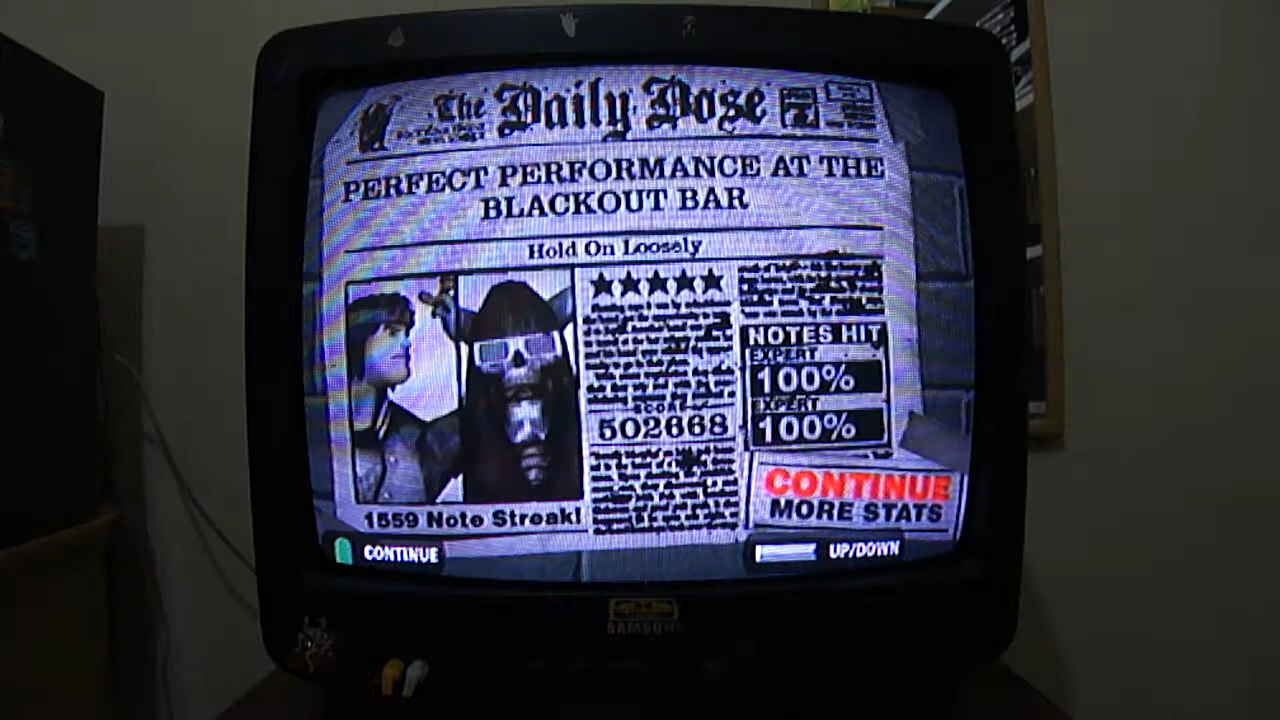 The Daily Dose
PERFECT PERFORMANCE AT THE
BLACKOUT BAR
Hold On Loosely
NOTES HIT
EXPERT
100%
EXPERT
100%
SCORE
502668
1559 Note Streak!
CONTINUE
MORE STATS
CONTINUE
UP/DOWN
SAMSUNG